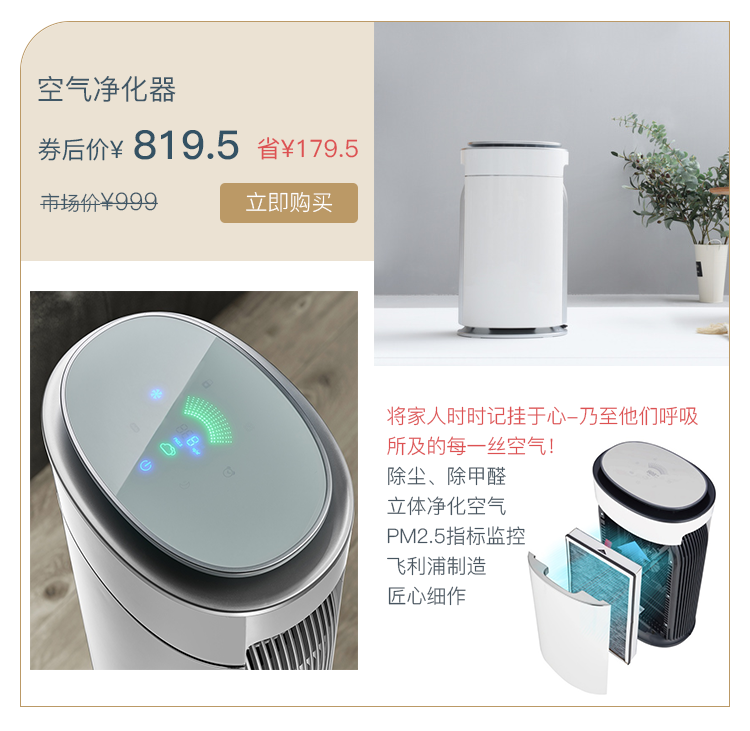 空气净化器
券后价¥ 819.5 省¥179.5
市场价¥999
立即购买
将家人时时记挂于心-乃至他们呼吸
所及的每一丝空气!
除尘、除甲醛
立体净化空气
PM2.5指标监控
飞利浦制造
匠心细作